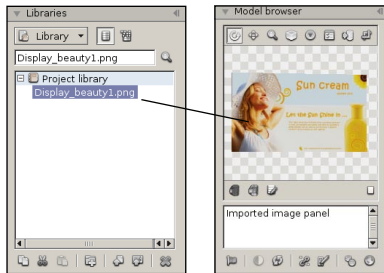 Libraries
Library
Display_beauty1.png
Project library
Display_beauty1.png
Model browser
Sun cream
Let the Sun Shine in...
Imported image panel